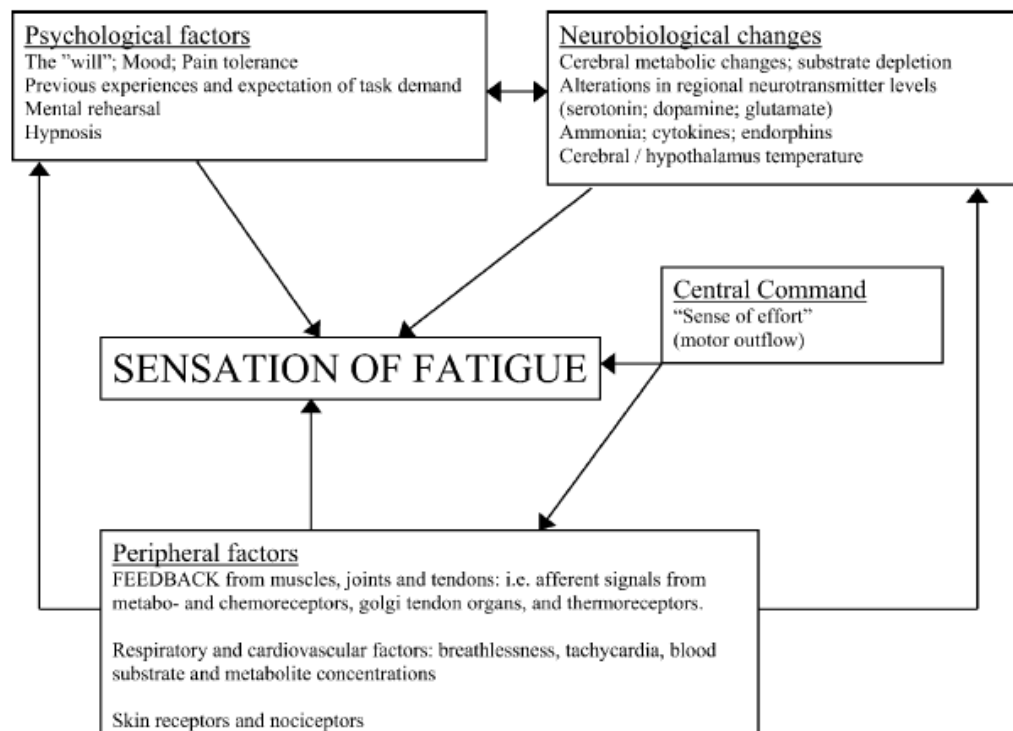 Psychological factors
The ”will”; Mood; Pain tolerance
Previous experiences and expectation of task demand
Mental rehearsal
Hypnosis
Neurobiological changes
Cerebral metabolic changes; substrate depletion
Alterations in regional neurotransmitter levels
(serotonin; dopamine; glutamate)
Ammonia; cytokines; endorphins
Cerebral / hypothalamus temperature
Central Command
“Sense of effort”
(motor outflow)
SENSATION OF FATIGUE
Peripheral factors
FEEDBACK from muscles, joints and tendons: i.e. afferent signals from
metabo- and chemoreceptors, golgi tendon organs, and thermoreceptors.
Respiratory and cardiovascular factors: breathlessness, tachycardia, blood
substrate and metabolite concentrations
Skin receptors and nociceptors